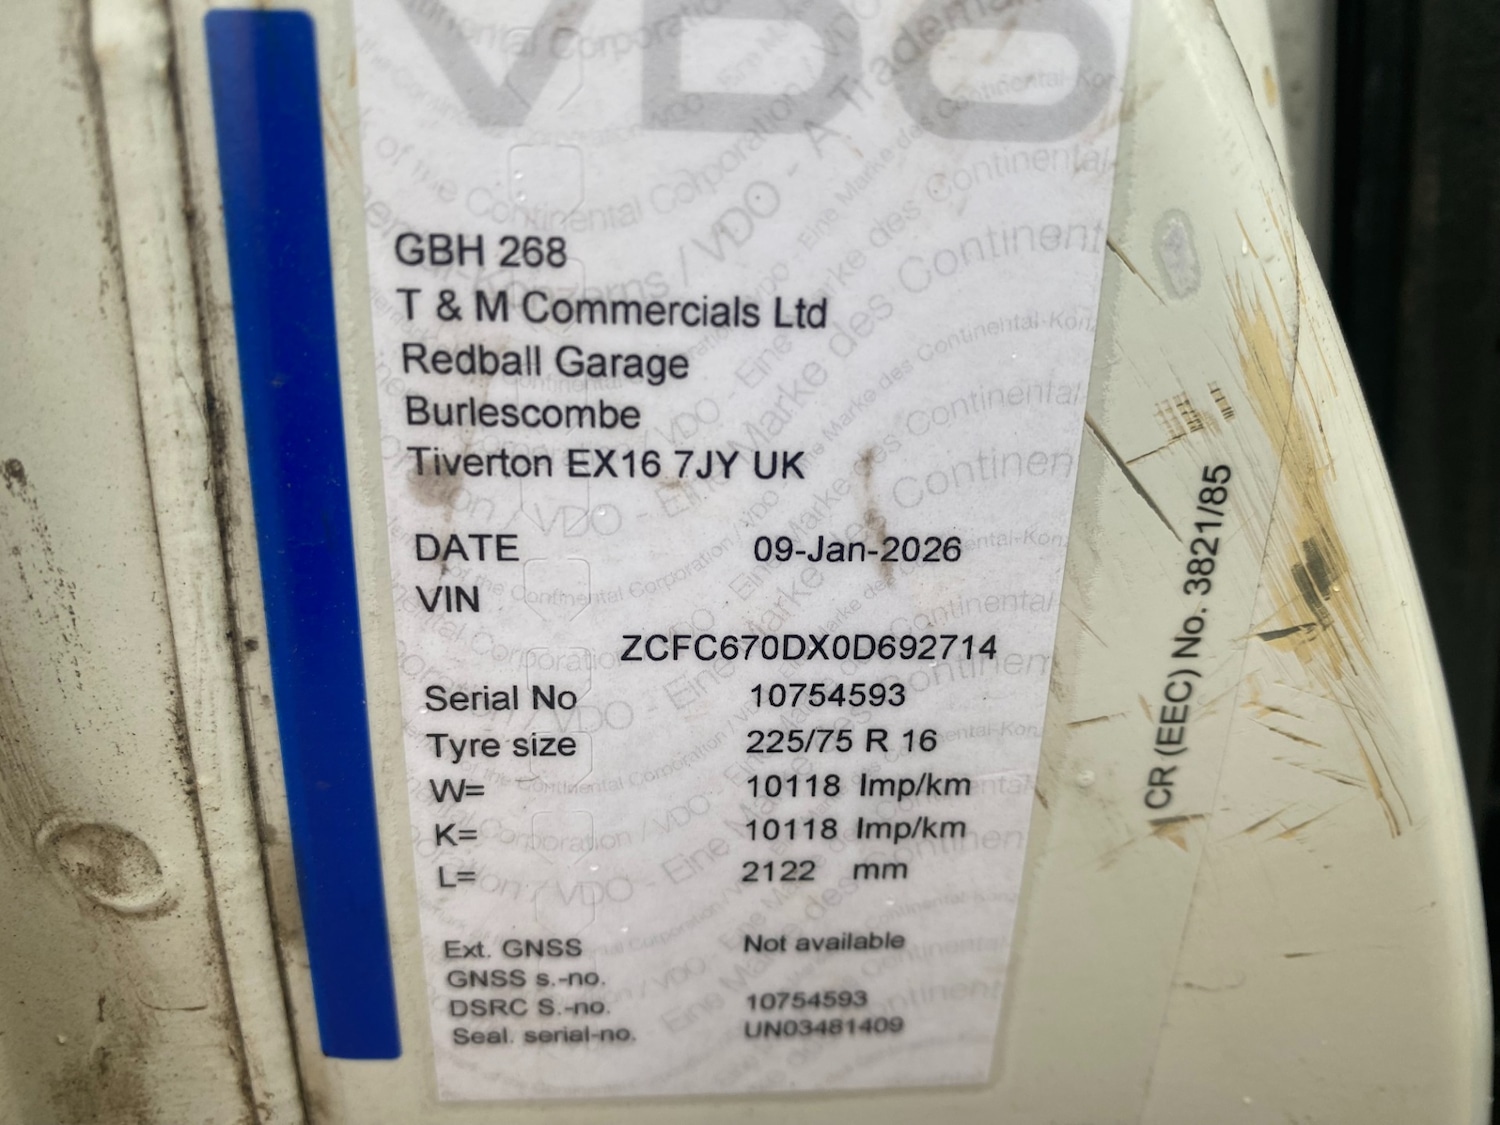 VDO
GBH 268
T & M Commercials Ltd
Redball Garage
Burlescombe
Tiverton EX16 7JY UK
DATE 09-Jan-2026
VIN
ZCFC670DX0D692714
Serial No 10754593
Tyre size 225/75 R 16
W= 10118 Imp/km
K= 10118 Imp/km
L= 2122 mm
Ext. GNSS Not available
GNSS s.-no.
DSRC S.-no. 10754593
Seal. serial-no. UN03481409
CR (EEC) No. 3821/85